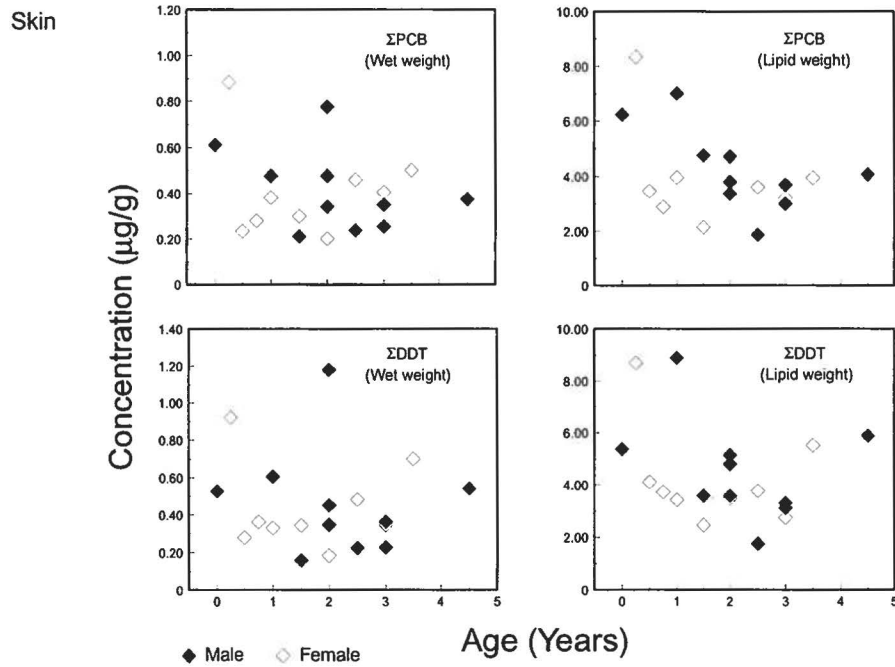 Skin
ΣPCB
(Wet weight)
1.20
1.00
0.80
0.60
0.40
0.20
0
ΣPCB
(Lipid weight)
10.00
8.00
6.00
4.00
2.00
0
ΣDDT
(Wet weight)
1.40
1.20
1.00
0.80
0.60
0.40
0.20
0
0 1 2 3 4 5
ΣDDT
(Lipid weight)
10.00
8.00
6.00
4.00
2.00
0
0 1 2 3 4 5
Concentration (µg/g)
Age (Years)
Male Female